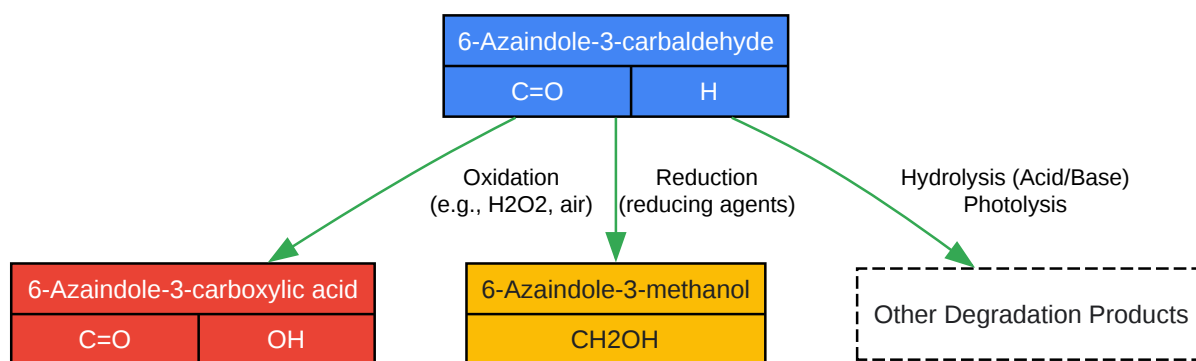 6-Azaindole-3-carbaldehyde
C=O
H
Oxidation
(e.g., H2O2, air)
Reduction
(reducing agents)
Hydrolysis (Acid/Base)
Photolysis
6-Azaindole-3-carboxylic acid
C=O
OH
6-Azaindole-3-methanol
CH2OH
Other Degradation Products